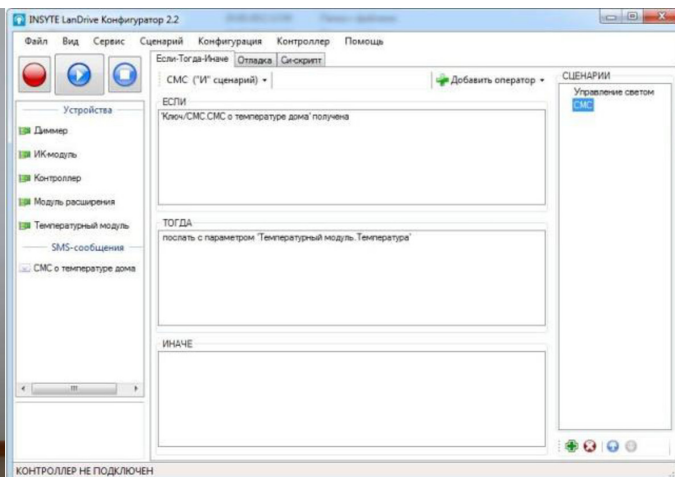 INSYTE LanDrive Конфигуратор 2.2
Файл Вид Сервис Сценарий Конфигурация Контроллер Помощь
Если-Тогда-Иначе Отладка Си-скрипт
СМС ("И" сценарий) Добавить оператор
СЦЕНАРИИ
Управление светом
СМС
Устройства
Диммер
ИК-модуль
Контроллер
Модуль расширения
Температурный модуль
SMS-сообщения
СМС о температуре дома
ЕСЛИ
'Ключ/СМС.СМС о температуре дома' получена
ТОГДА
послать с параметром 'Температурный модуль.Температура'
ИНАЧЕ
КОНТРОЛЛЕР НЕ ПОДКЛЮЧЕН